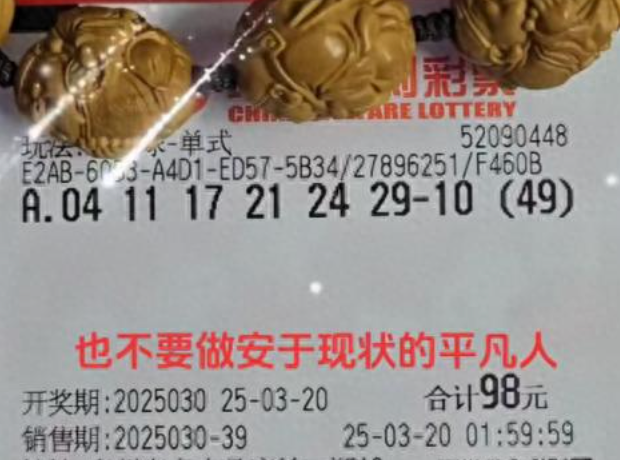 彩票
CHINA WELFARE LOTTERY
玩法: 球-单式 52090448
E2AB-6053-A4D1-ED57-5B34/27896251/F460B
A.04 11 17 21 24 29-10 (49)
也不要做安于现状的平凡人
开奖期:2025030 25-03-20 合计98元
销售期:2025030-39 25-03-20 01:59:59